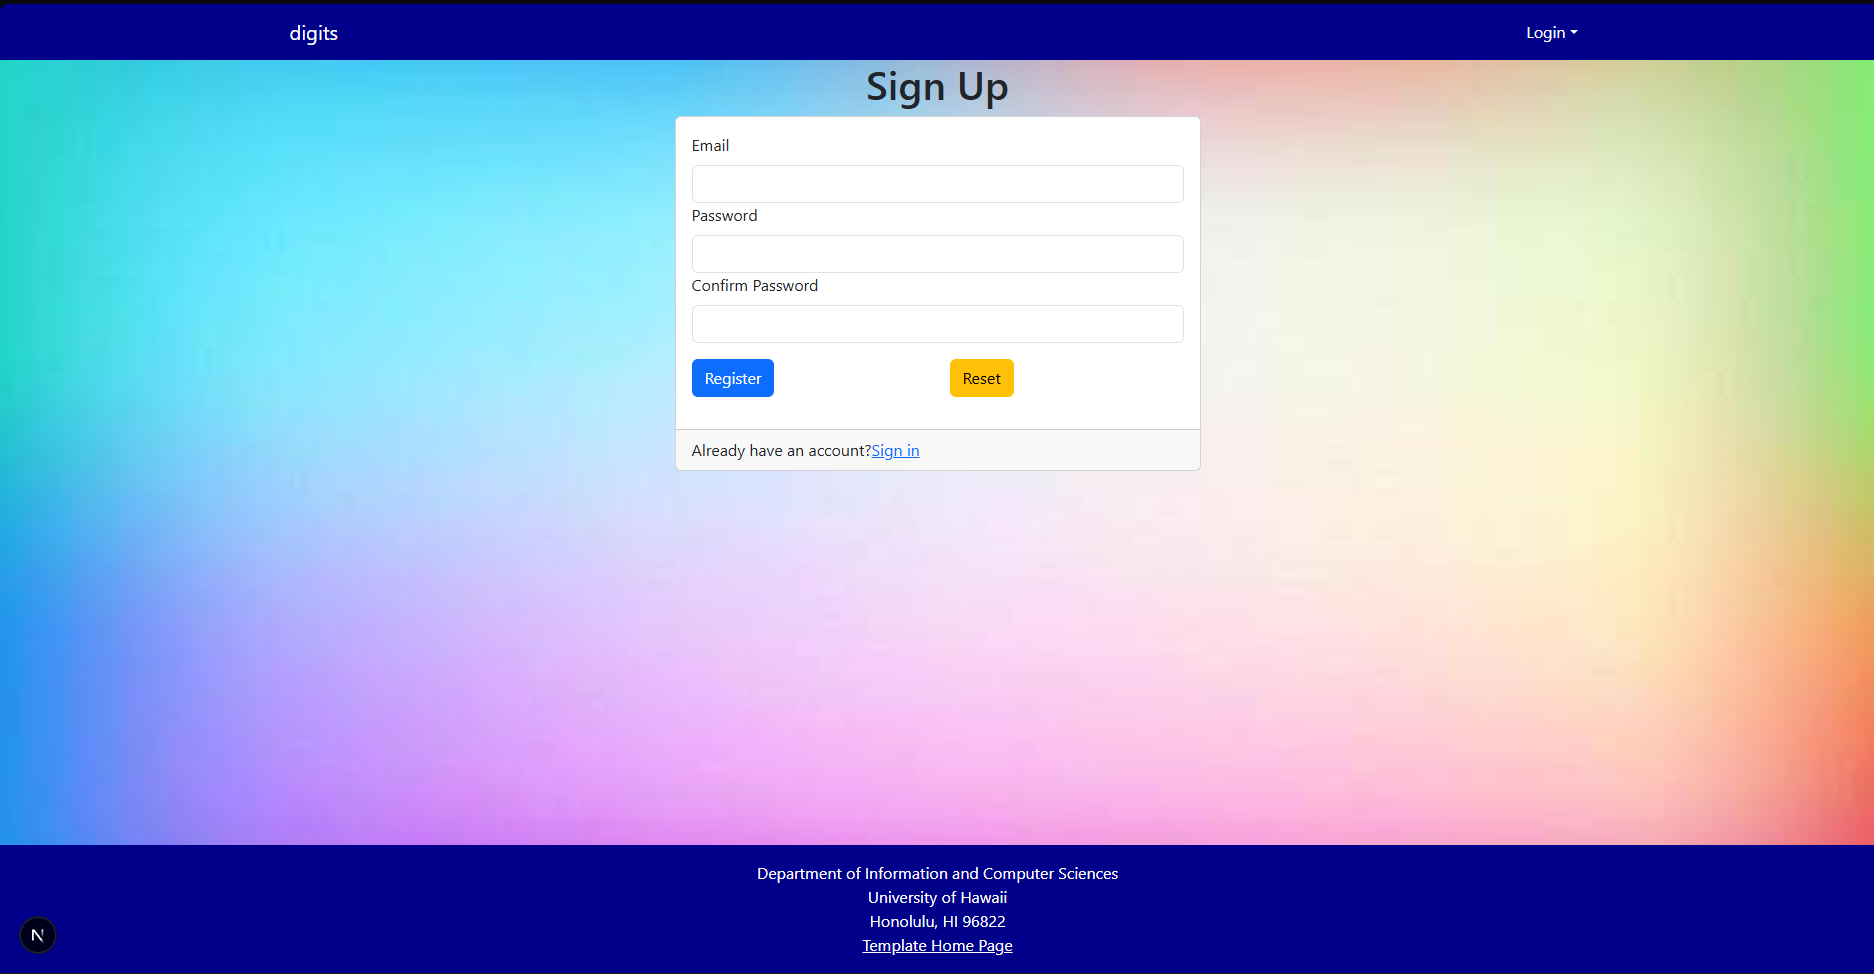 digits
Login
Sign Up
Email
Password
Confirm Password
Register
Reset
Already have an account?Sign in
Department of Information and Computer Sciences
University of Hawaii
Honolulu, HI 96822
Template Home Page
N